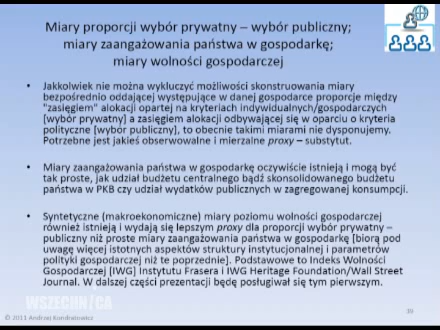 Miary proporcji wybór prywatny – wybór publiczny;
miary zaangażowania państwa w gospodarkę;
miary wolności gospodarczej
• Jakkolwiek nie można wykluczyć możliwości skonstruowania miary
bezpośrednio oddającej występujące w danej gospodarce proporcje między
"zasięgiem" alokacji opartej na kryteriach indywidualnych/gospodarczych
[wybór prywatny] a zasięgiem alokacji odbywającej się w oparciu o kryteria
polityczne [wybór publiczny], to obecnie takimi miarami nie dysponujemy.
Potrzebne jest jakieś obserwowalne i mierzalne proxy – substytut.
• Miary zaangażowania państwa w gospodarkę oczywiście istnieją i mogą być
tak proste, jak udział budżetu centralnego bądź skonsolidowanego budżetu
państwa w PKB czy udział wydatków publicznych w zagregowanej konsumpcji.
• Syntetyczne (makroekonomiczne) miary poziomu wolności gospodarczej
również istnieją i wydają się lepszym proxy dla proporcji wybór prywatny –
publiczny niż proste miary zaangażowania państwa w gospodarkę [biorą pod
uwagę więcej istotnych aspektów struktury instytucjonalnej i parametrów
polityki gospodarczej niż te poprzednie]. Podstawowe to Indeks Wolności
Gospodarczej [IWG] Instytutu Frasera i IWG Heritage Foundation/Wall Street
Journal. W dalszej części prezentacji będę posługiwał się tym pierwszym.
WSZECHNICA
39
© 2011 Andrzej Kondratowicz